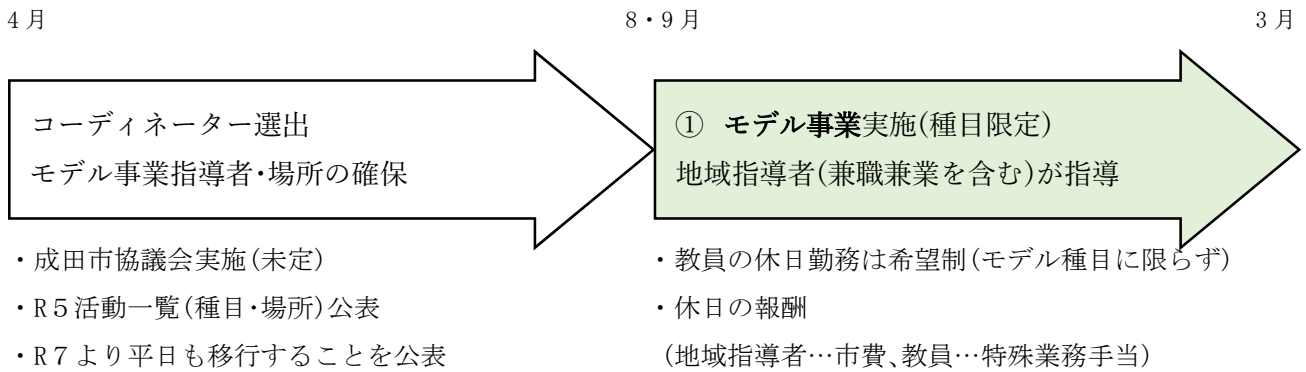 4月
8・9月
3月
コーディネーター選出
モデル事業指導者・場所の確保
① モデル事業実施(種目限定)
地域指導者(兼職兼業を含む)が指導
・成田市協議会実施(未定)
・R5活動一覧(種目・場所)公表
・R7より平日も移行することを公表
・教員の休日勤務は希望制(モデル種目に限らず)
・休日の報酬
(地域指導者…市費、教員…特殊業務手当)